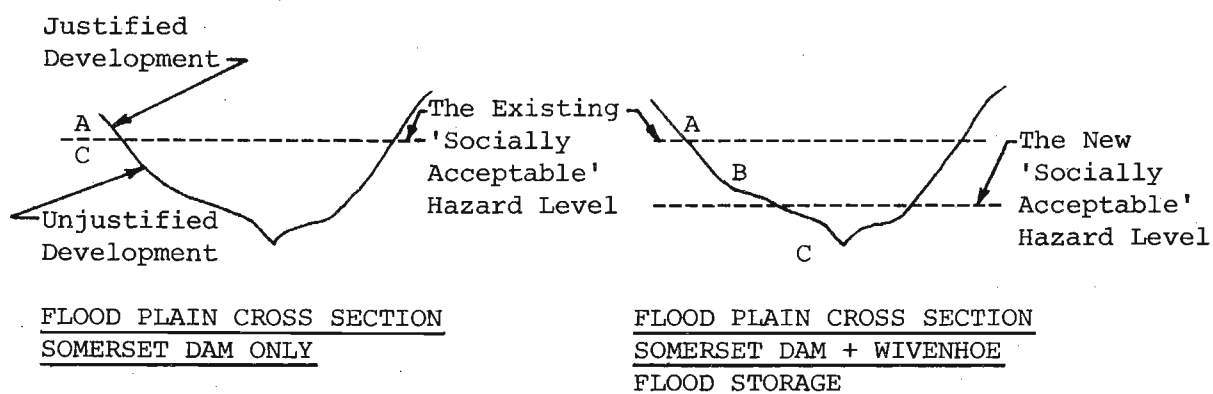 Justified
Development
A
C
Unjustified
Development
The Existing
'Socially
Acceptable'
Hazard Level
FLOOD PLAIN CROSS SECTION
SOMERSET DAM ONLY
A
B
C
The New
'Socially
Acceptable'
Hazard Level
FLOOD PLAIN CROSS SECTION
SOMERSET DAM + WIVENHOE
FLOOD STORAGE